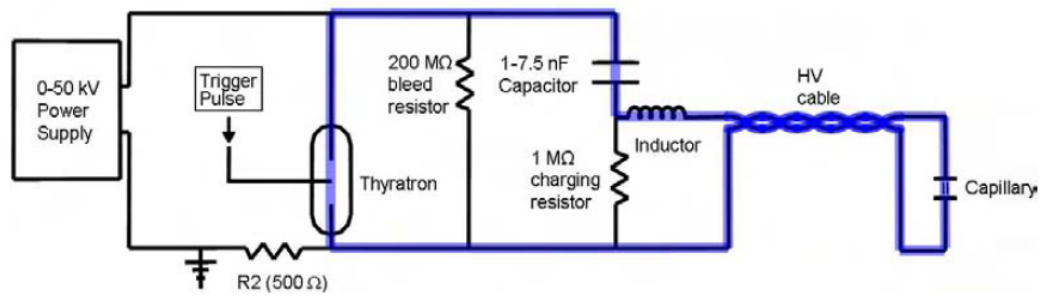 0-50 kV
Power
Supply
Trigger
Pulse
Thyratron
R2 (500 Ω)
200 MΩ
bleed
resistor
1-7.5 nF
Capacitor
1 MΩ
charging
resistor
Inductor
HV
cable
Capillary